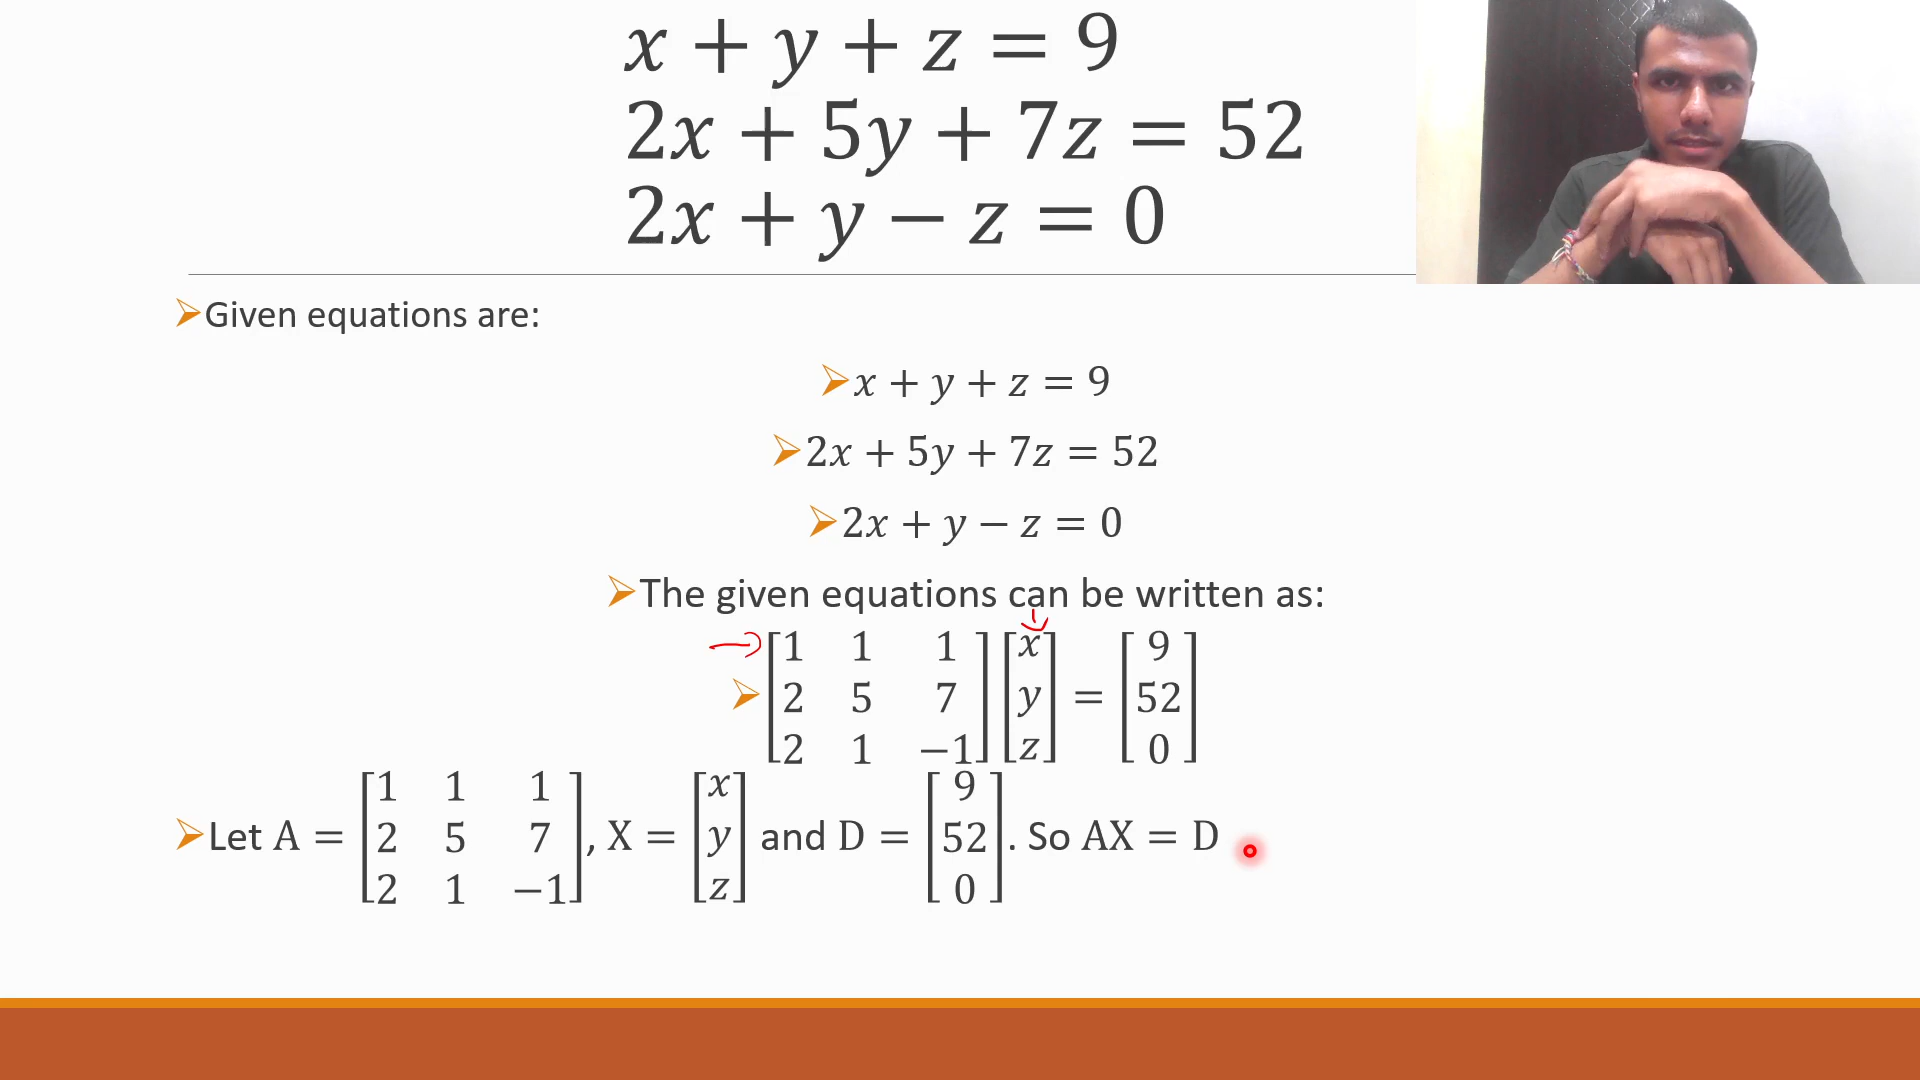 x + y + z = 9
2x + 5y + 7z = 52
2x + y − z = 0
Given equations are:
x + y + z = 9
2x + 5y + 7z = 52
2x + y − z = 0
The given equations can be written as:
[1 1 1] [x] [9]
[2 5 7] [y] = [52]
[2 1 −1] [z] [0]
[1 1 1] [x] [9]
Let A = [2 5 7], X = [y] and D = [52]. So AX = D
[2 1 −1] [z] [0]